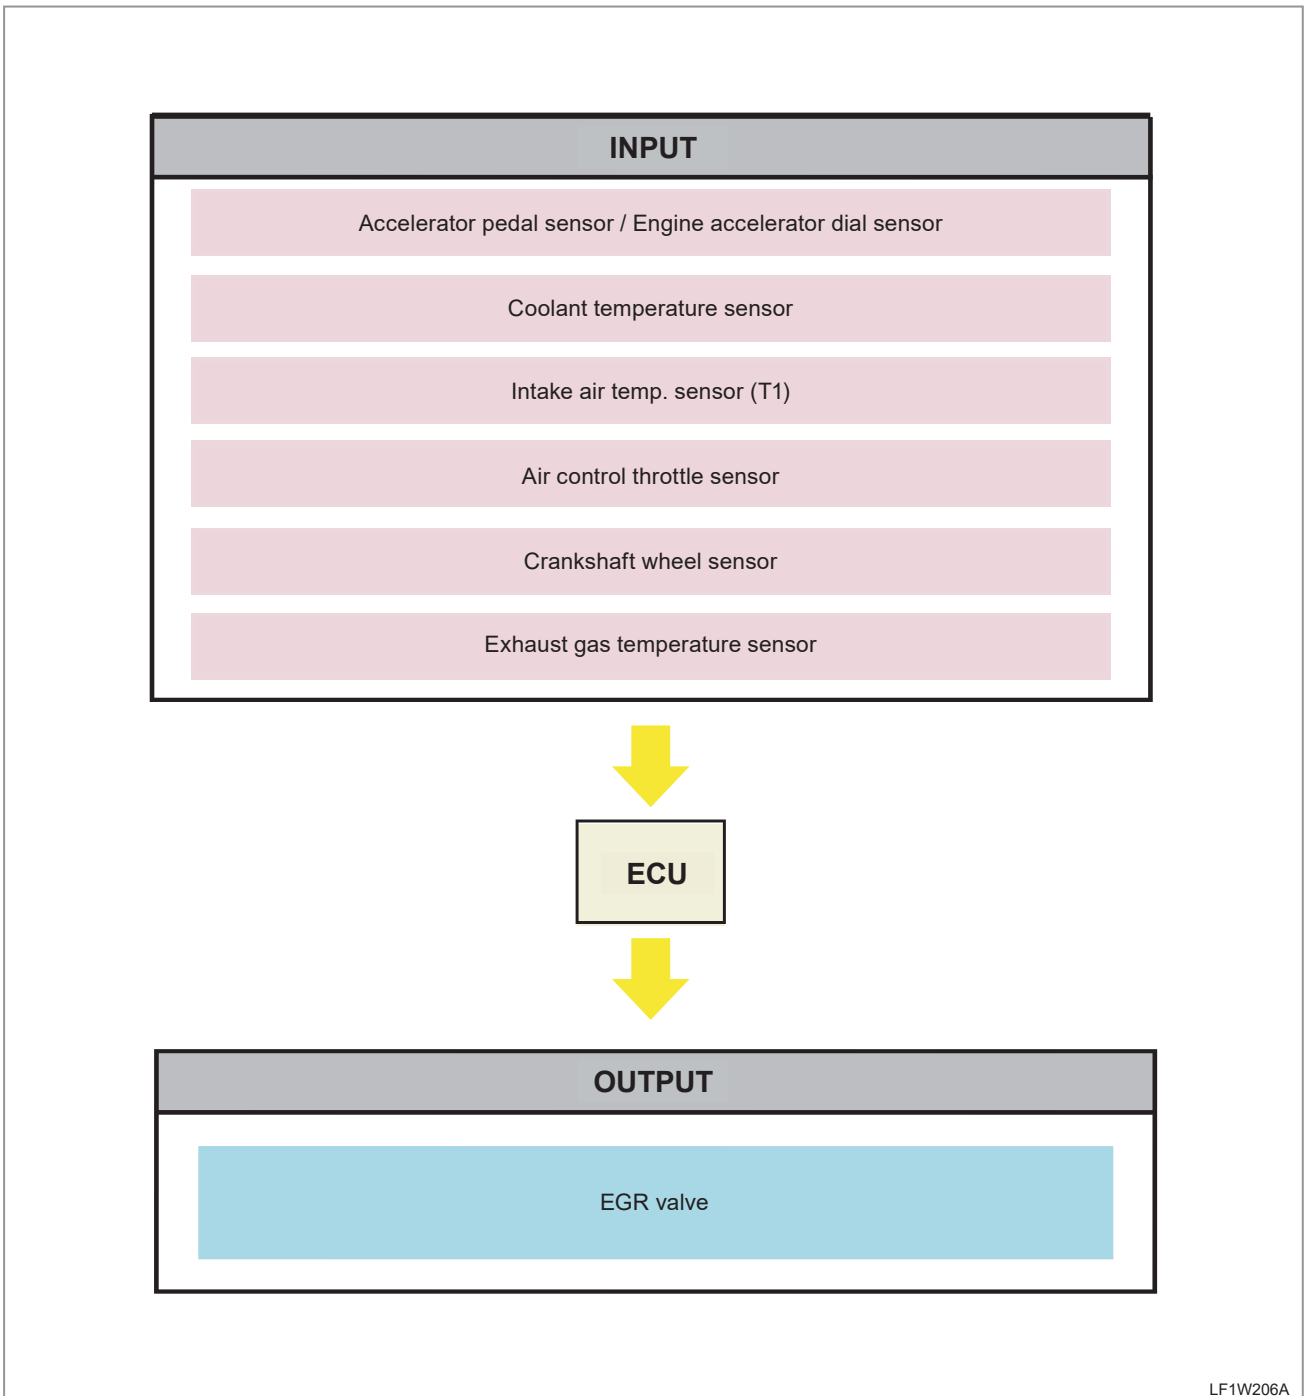 INPUT
Accelerator pedal sensor / Engine accelerator dial sensor
Coolant temperature sensor
Intake air temp. sensor (T1)
Air control throttle sensor
Crankshaft wheel sensor
Exhaust gas temperature sensor
ECU
OUTPUT
EGR valve
LF1W206A